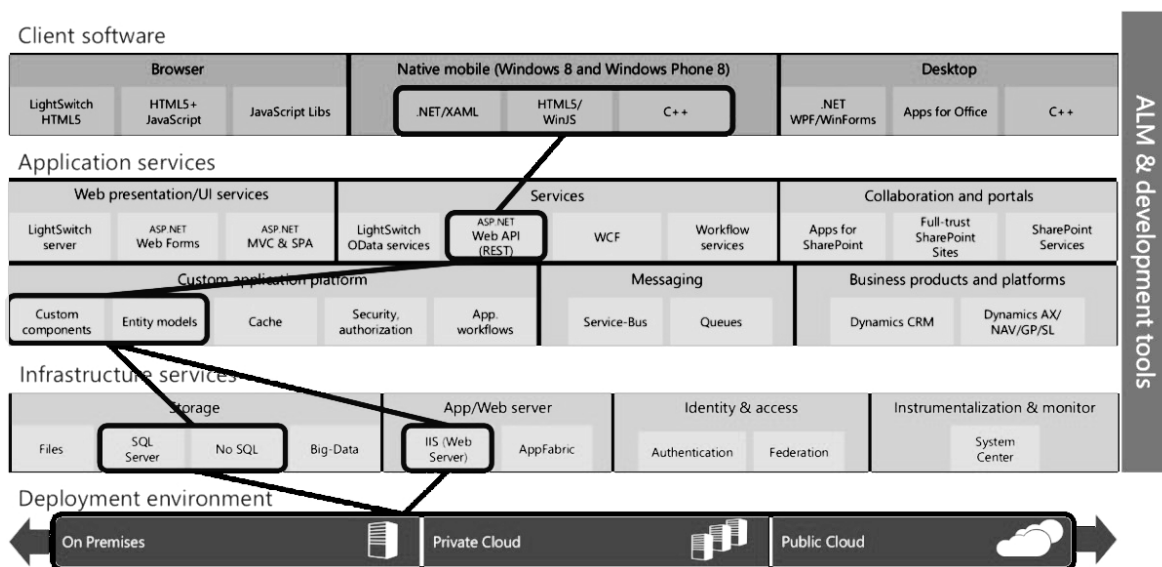 Client software
Browser
Native mobile (Windows 8 and Windows Phone 8)
Desktop
LightSwitch
HTML5
HTML5+
JavaScript
JavaScript Libs
.NET/XAML
HTML5/
WinJS
C++
.NET
WPF/WinForms
Apps for Office
C++
Application services
Web presentation/UI services
Services
Collaboration and portals
LightSwitch
server
ASP.NET
Web Forms
ASP.NET
MVC & SPA
LightSwitch
OData services
ASP.NET
Web API
(REST)
WCF
Workflow
services
Apps for
SharePoint
Full-trust
SharePoint
Sites
SharePoint
Services
Custom application platform
Messaging
Business products and platforms
Custom
components
Entity models
Cache
Security,
authorization
App.
workflows
Service-Bus
Queues
Dynamics CRM
Dynamics AX/
NAV/GP/SL
Infrastructure services
Storage
App/Web server
Identity & access
Instrumentalization & monitor
Files
SQL
Server
No SQL
Big-Data
IIS (Web
Server)
AppFabric
Authentication
Federation
System
Center
Deployment environment
On Premises
Private Cloud
Public Cloud
ALM & development tools